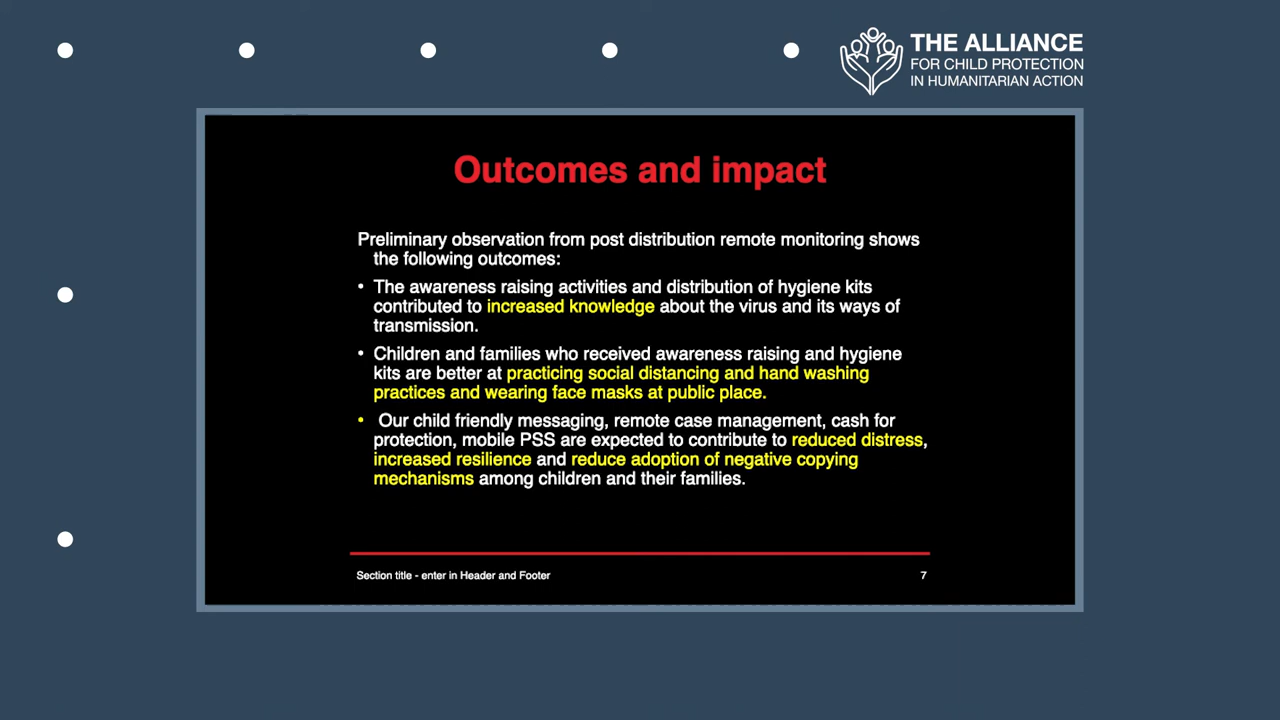 THE ALLIANCE
FOR CHILD PROTECTION
IN HUMANITARIAN ACTION
Outcomes and impact
Preliminary observation from post distribution remote monitoring shows
the following outcomes:
• The awareness raising activities and distribution of hygiene kits
contributed to increased knowledge about the virus and its ways of
transmission.
• Children and families who received awareness raising and hygiene
kits are better at practicing social distancing and hand washing
practices and wearing face masks at public place.
• Our child friendly messaging, remote case management, cash for
protection, mobile PSS are expected to contribute to reduced distress,
increased resilience and reduce adoption of negative copying
mechanisms among children and their families.
Section title - enter in Header and Footer
7